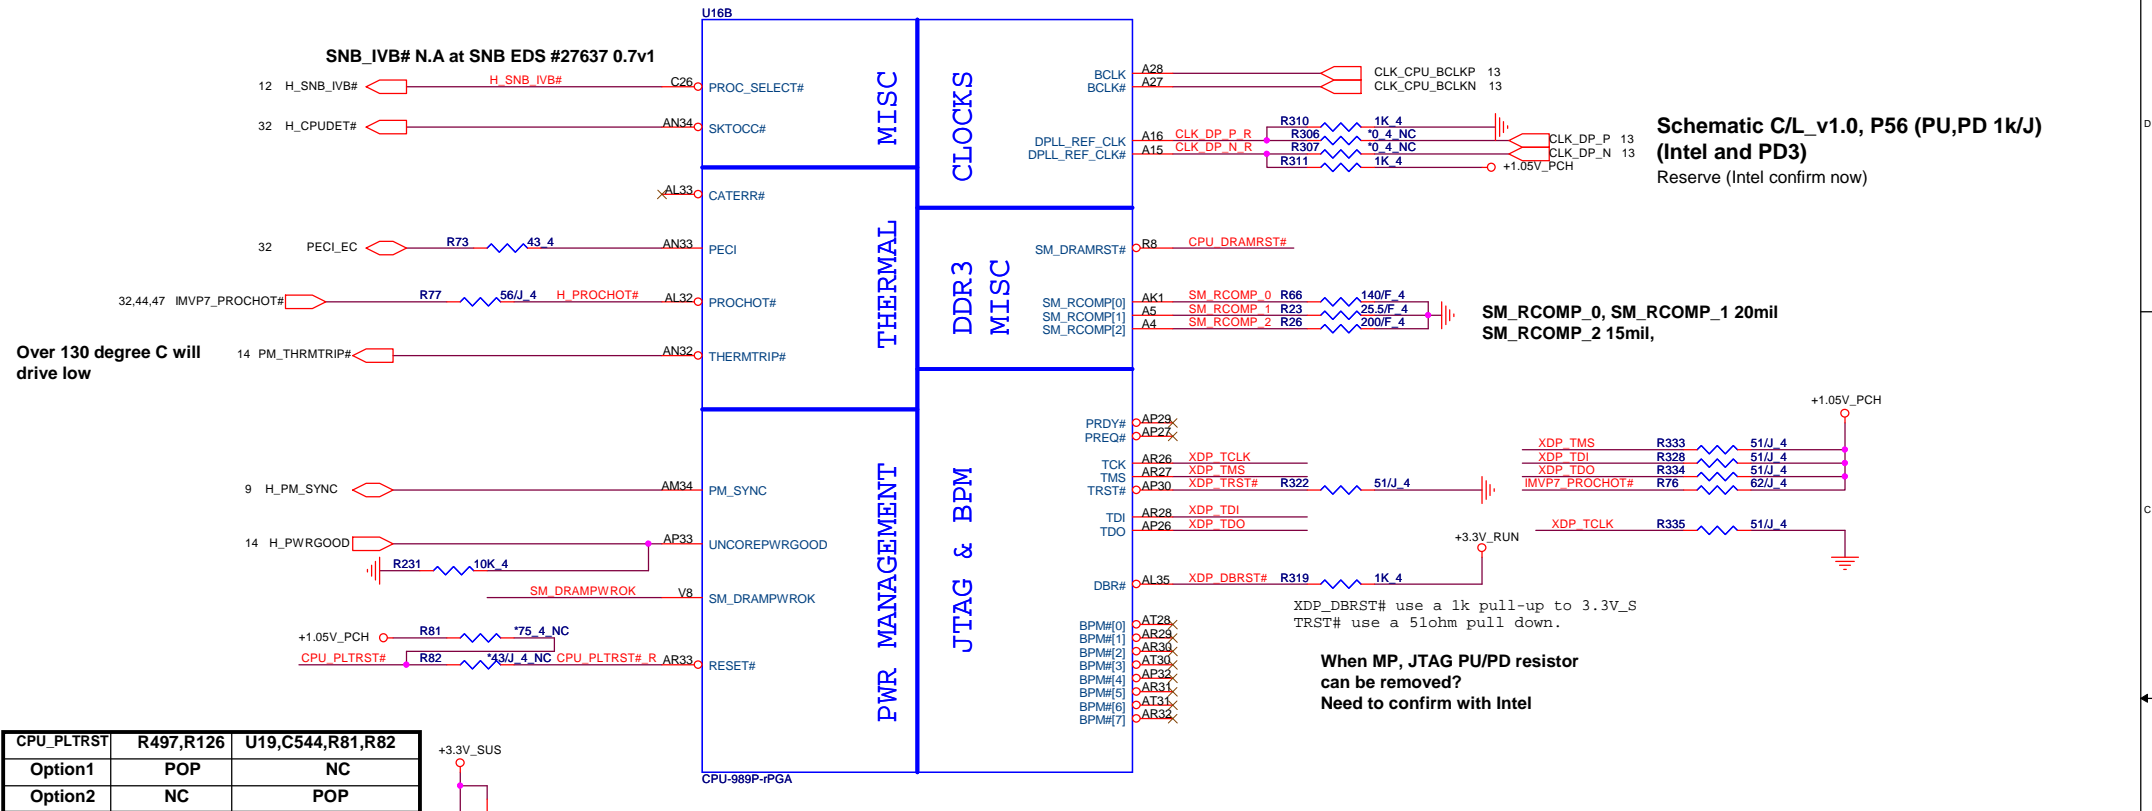 U16B
SNB_IVB# N.A at SNB EDS #27637 0.7v1
12 H_SNB_IVB# H_SNB_IVB# C26 PROC_SELECT#
32 H_CPUDET# AN34 SKTOCC#
MISC
AL33 CATERR#
32 PECI_EC R73 43_4 AN33 PECI
32,44,47 IMVP7_PROCHOT# R77 56/J_4 H_PROCHOT# AL32 PROCHOT#
Over 130 degree C will
drive low
14 PM_THRMTRIP# AN32 THERMTRIP#
THERMAL
9 H_PM_SYNC AM34 PM_SYNC
14 H_PWRGOOD AP33 UNCOREPWRGOOD
R231 10K_4
SM_DRAMPWROK V8 SM_DRAMPWROK
+1.05V_PCH R81 *75_4_NC
CPU_PLTRST# R82 *43/J_4_NC CPU_PLTRST#_R AR33 RESET#
PWR MANAGEMENT
CLOCKS
BCLK A28 CLK_CPU_BCLKP 13
BCLK# A27 CLK_CPU_BCLKN 13
R310 1K_4
DPLL_REF_CLK A16 CLK_DP_P_R R306 *0_4_NC CLK_DP_P 13
DPLL_REF_CLK# A15 CLK_DP_N_R R307 *0_4_NC CLK_DP_N 13
R311 1K_4 +1.05V_PCH
Schematic C/L_v1.0, P56 (PU,PD 1k/J)
(Intel and PD3)
Reserve (Intel confirm now)
DDR3
MISC
SM_DRAMRST# R8 CPU_DRAMRST#
SM_RCOMP[0] AK1 SM_RCOMP_0 R66 140/F_4
SM_RCOMP[1] A5 SM_RCOMP_1 R23 25.5/F_4
SM_RCOMP[2] A4 SM_RCOMP_2 R26 200/F_4
SM_RCOMP_0, SM_RCOMP_1 20mil
SM_RCOMP_2 15mil,
JTAG & BPM
PRDY# AP29
PREQ# AP27
TCK AR26 XDP_TCLK
TMS AR27 XDP_TMS
TRST# AP30 XDP_TRST# R322 51/J_4
TDI AR28 XDP_TDI
TDO AP26 XDP_TDO
+3.3V_RUN
DBR# AL35 XDP_DBRST# R319 1K_4
XDP_DBRST# use a 1k pull-up to 3.3V_S
TRST# use a 51ohm pull down.
BPM#[0] AT28
BPM#[1] AR29
BPM#[2] AR30
BPM#[3] AT30
BPM#[4] AP32
BPM#[5] AR31
BPM#[6] AT31
BPM#[7] AR32
When MP, JTAG PU/PD resistor
can be removed?
Need to confirm with Intel
+1.05V_PCH
XDP_TMS R333 51/J_4
XDP_TDI R328 51/J_4
XDP_TDO R334 51/J_4
IMVP7_PROCHOT# R76 62/J_4
XDP_TCLK R335 51/J_4
D
C
CPU-989P-rPGA
CPU_PLTRST R497,R126 U19,C544,R81,R82
Option1 POP NC
Option2 NC POP
+3.3V_SUS